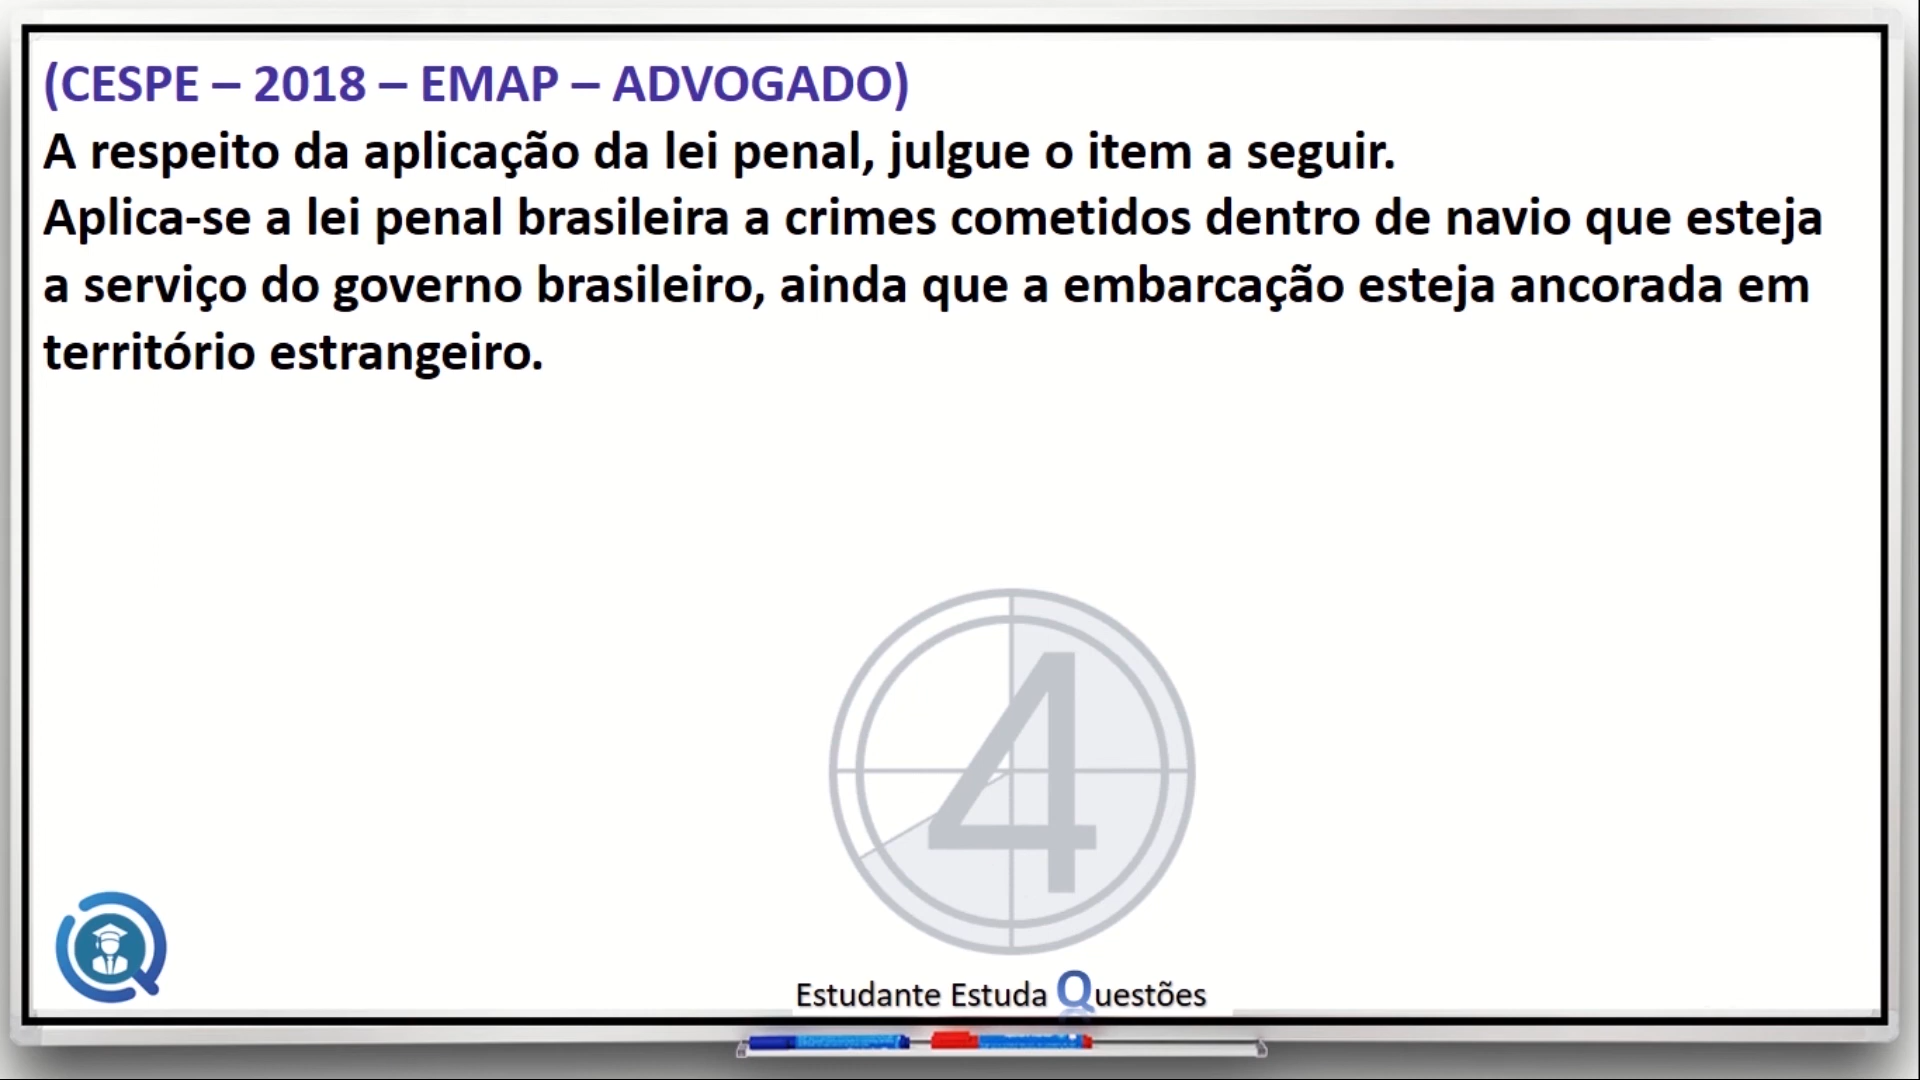 (CESPE – 2018 – EMAP – ADVOGADO)
A respeito da aplicação da lei penal, julgue o item a seguir.
Aplica-se a lei penal brasileira a crimes cometidos dentro de navio que esteja
a serviço do governo brasileiro, ainda que a embarcação esteja ancorada em
território estrangeiro.
4
Estudante Estuda Questões